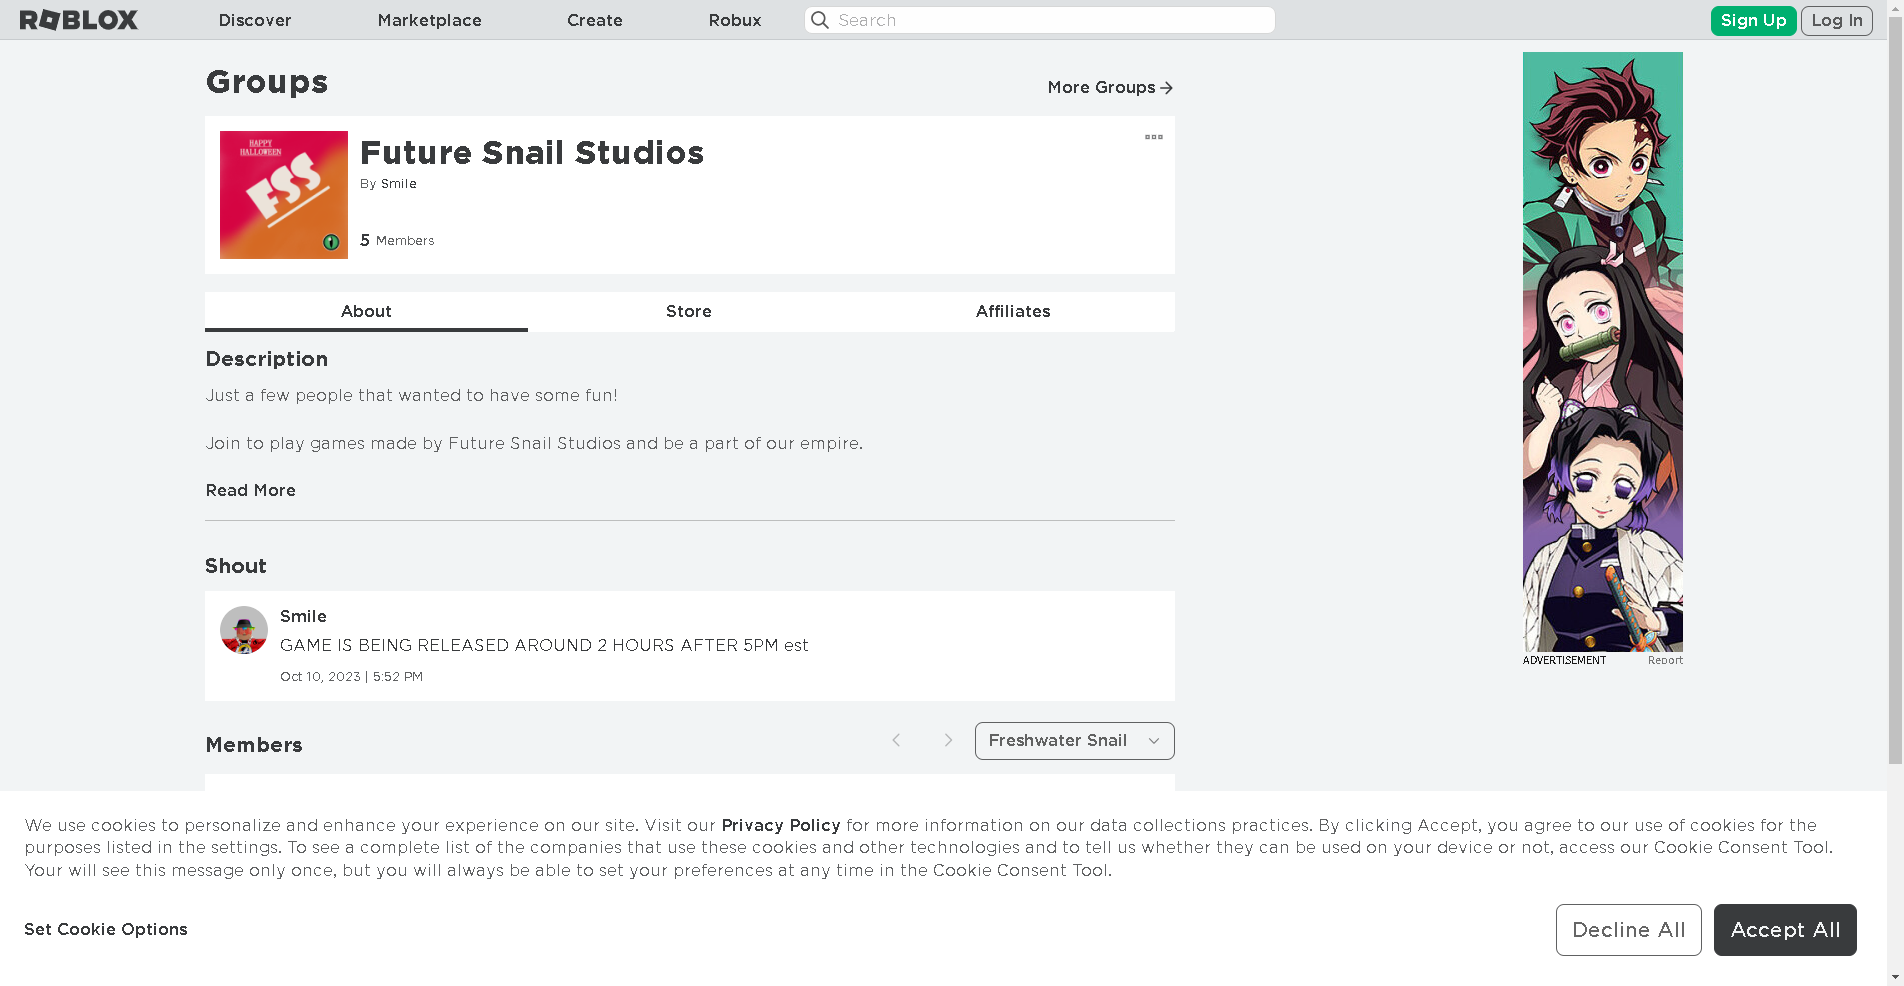 ROBLOX
Discover
Marketplace
Create
Robux
Search
Sign Up
Log In
Groups
More Groups
HAPPY
HALLOWEEN
FSS
Future Snail Studios
By Smile
5 Members
About
Store
Affiliates
Description
Just a few people that wanted to have some fun!
Join to play games made by Future Snail Studios and be a part of our empire.
Read More
Shout
Smile
GAME IS BEING RELEASED AROUND 2 HOURS AFTER 5PM est
Oct 10, 2023 | 5:52 PM
ADVERTISEMENT
Report
Members
Freshwater Snail
We use cookies to personalize and enhance your experience on our site. Visit our Privacy Policy for more information on our data collections practices. By clicking Accept, you agree to our use of cookies for the
purposes listed in the settings. To see a complete list of the companies that use these cookies and other technologies and to tell us whether they can be used on your device or not, access our Cookie Consent Tool.
Your will see this message only once, but you will always be able to set your preferences at any time in the Cookie Consent Tool.
Set Cookie Options
Decline All
Accept All